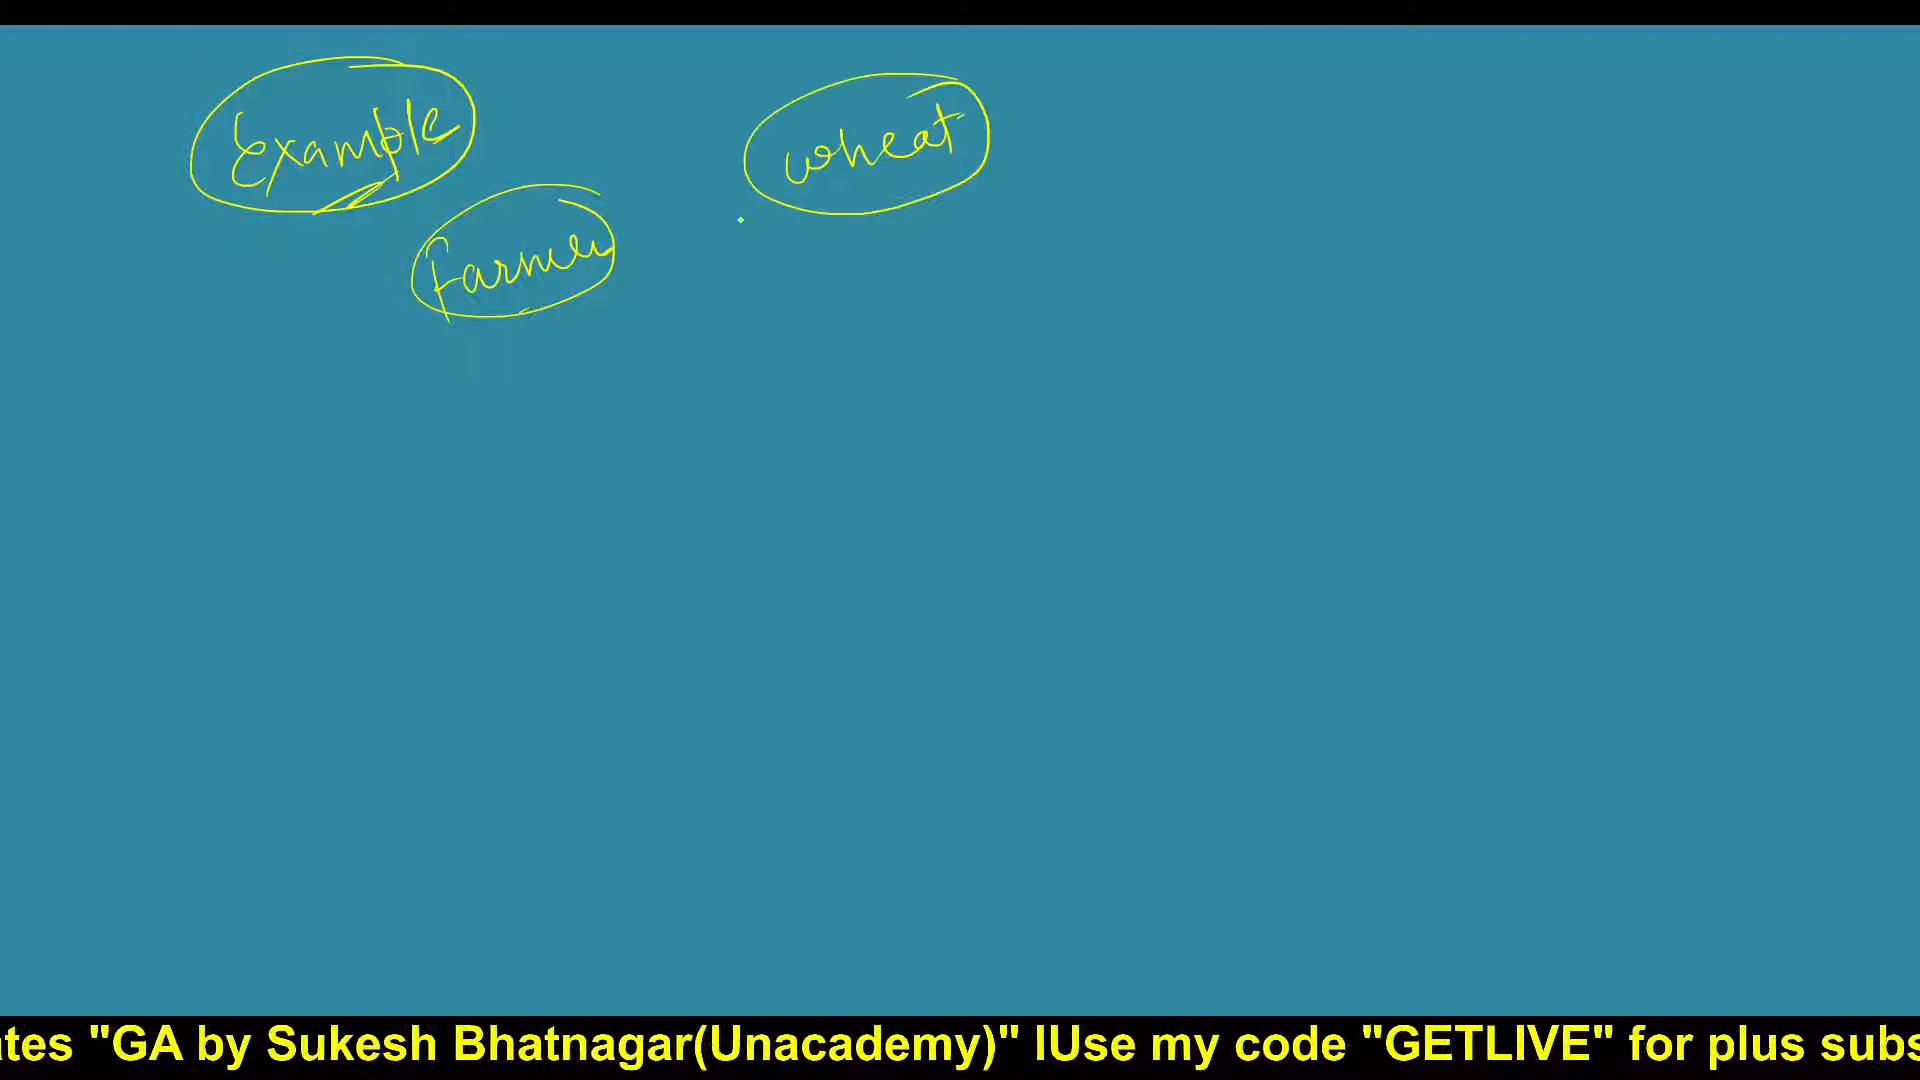 Example
wheat
farmer
ates "GA by Sukesh Bhatnagar(Unacademy)" lUse my code "GETLIVE" for plus subs